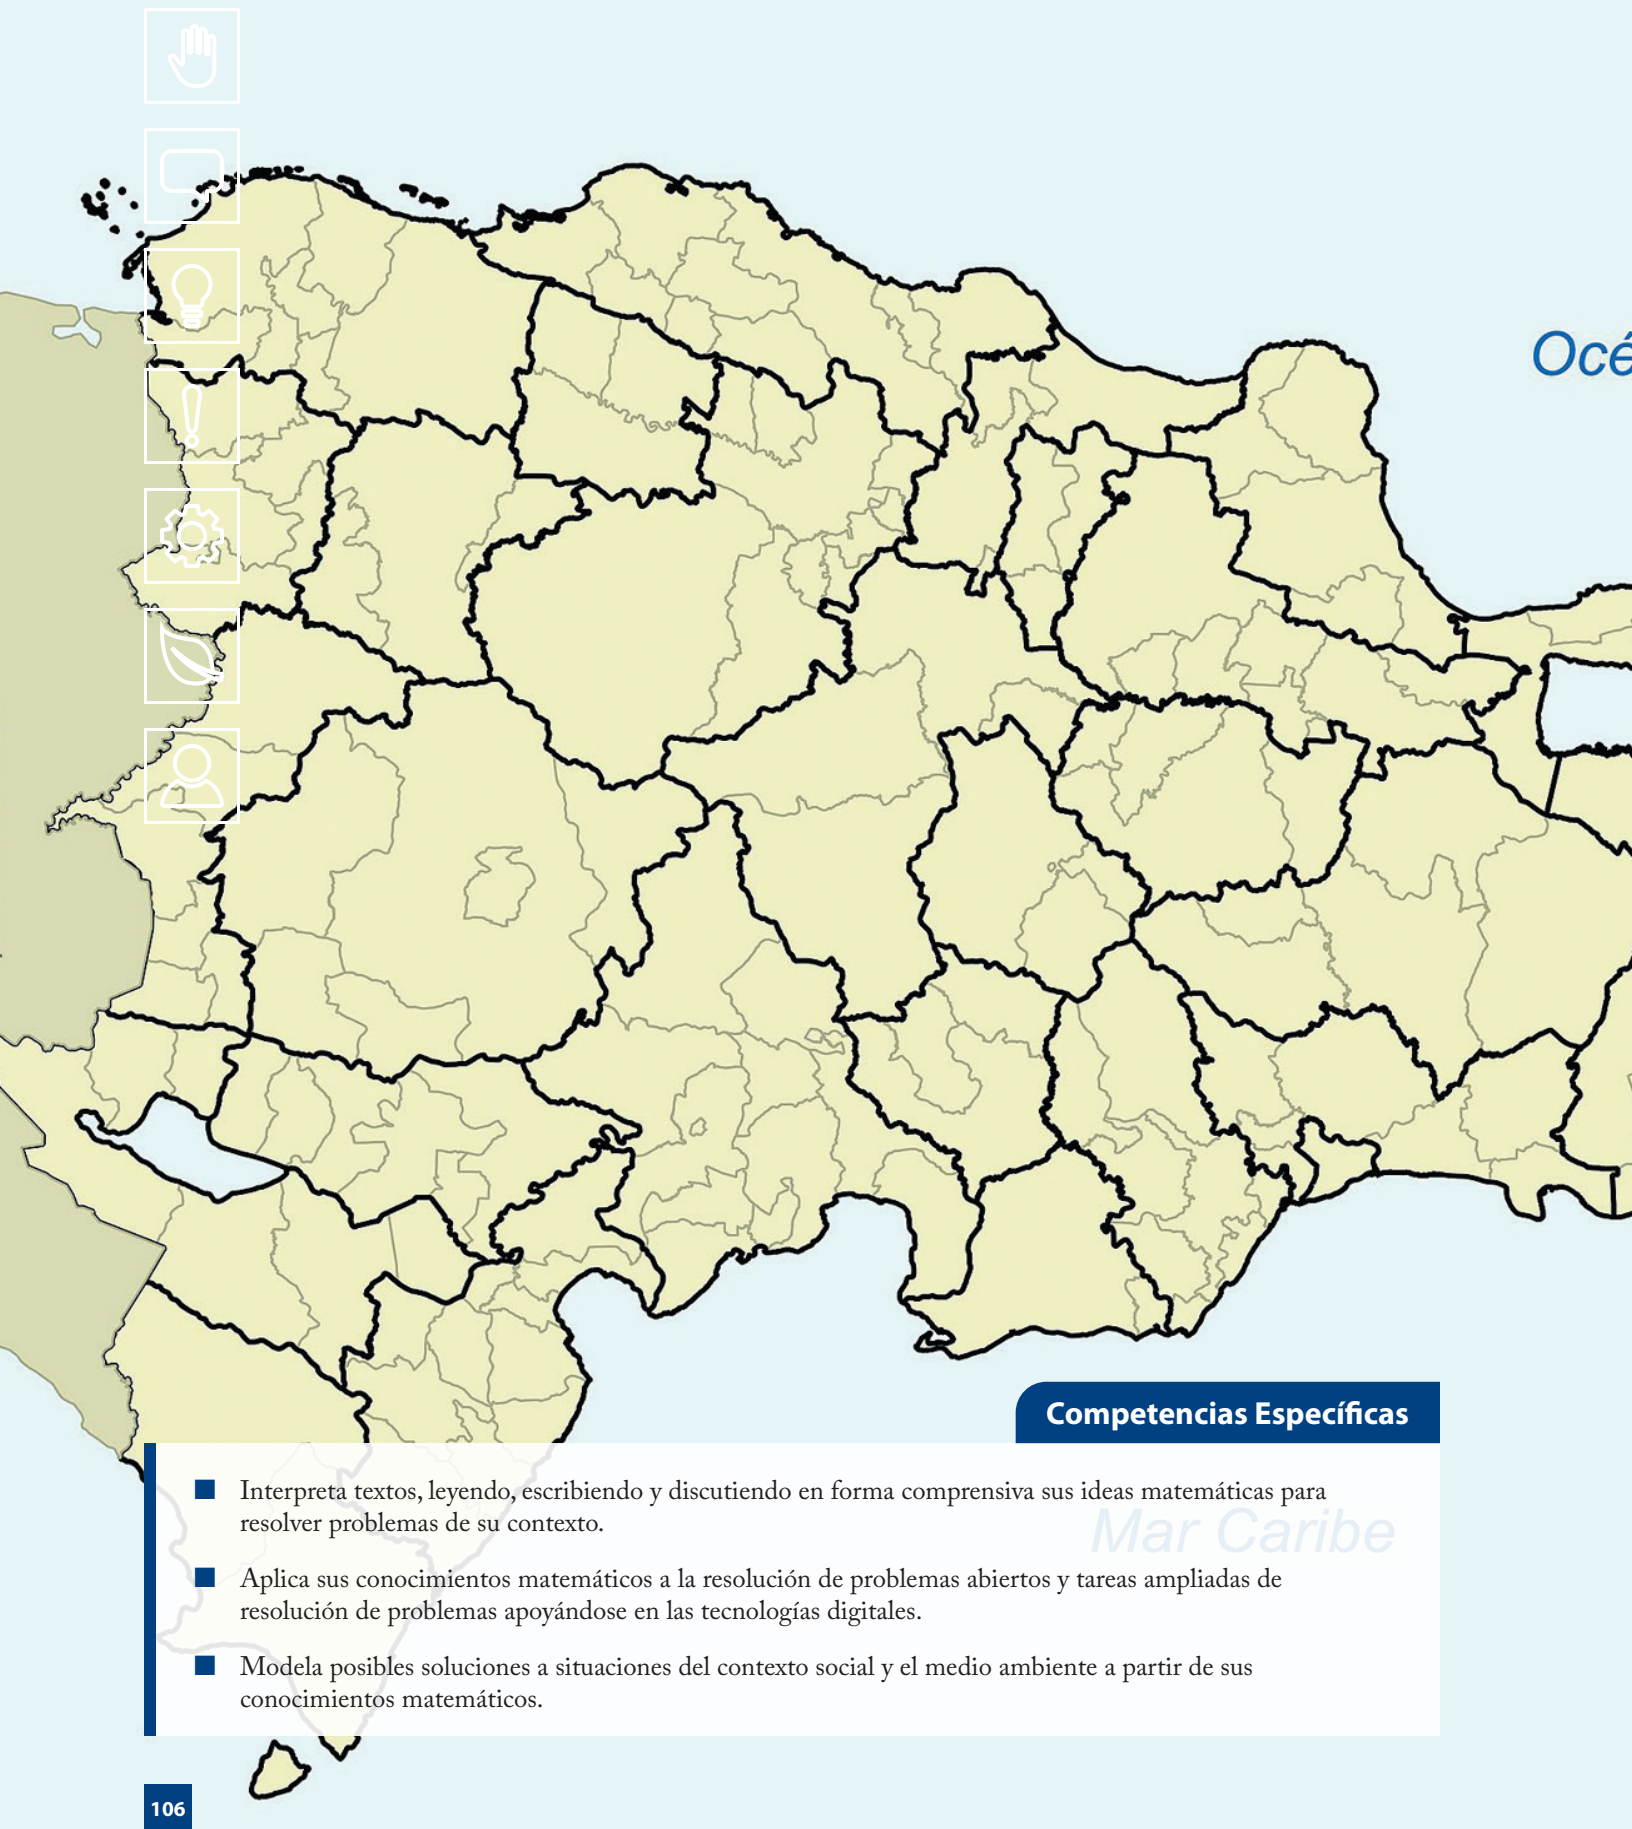 Océ
Competencias Específicas
Interpreta textos, leyendo, escribiendo y discutiendo en forma comprensiva sus ideas matemáticas para
resolver problemas de su contexto.
Mar Caribe
Aplica sus conocimientos matemáticos a la resolución de problemas abiertos y tareas ampliadas de
resolución de problemas apoyándose en las tecnologías digitales.
Modela posibles soluciones a situaciones del contexto social y el medio ambiente a partir de sus
conocimientos matemáticos.
106